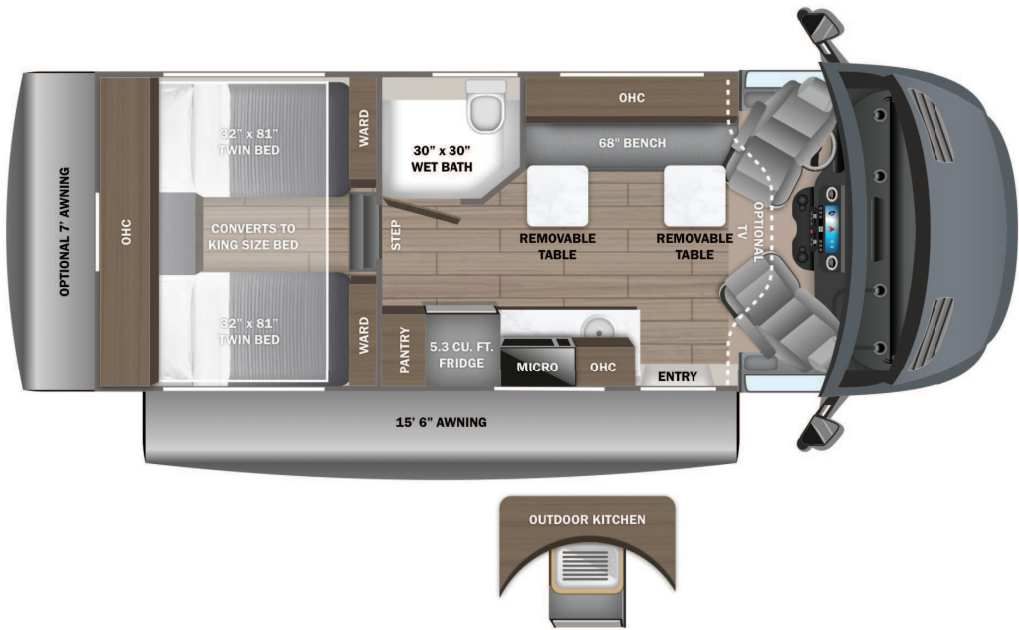 OPTIONAL 7' AWNING
OHC
32” x 81”
TWIN BED
CONVERTS TO
KING SIZE BED
32” x 81”
TWIN BED
WARD
WARD
STEP
30” x 30”
WET BATH
OHC
68" BENCH
REMOVABLE
TABLE
REMOVABLE
TABLE
OPTIONAL
TV
PANTRY
5.3 CU. FT.
FRIDGE
MICRO
OHC
ENTRY
15’ 6” AWNING
OUTDOOR KITCHEN